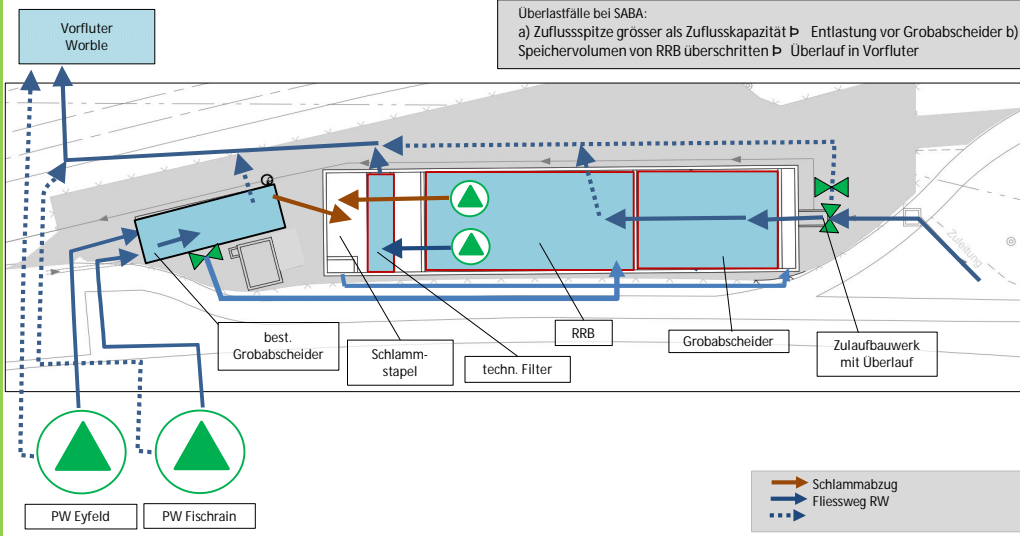 Vorfluter
Worble
Überlastfälle bei SABA:
a) Zuflussspitze grösser als Zuflusskapazität Þ Entlastung vor Grobabscheider b)
Speichervolumen von RRB überschritten Þ Überlauf in Vorfluter
Zuleitung
best.
Grobabscheider
Schlamm-
stapel
techn. Filter
RRB
Grobabscheider
Zulaufbauwerk
mit Überlauf
PW Eyfeld
PW Fischrain
Schlammabzug
Fliessweg RW